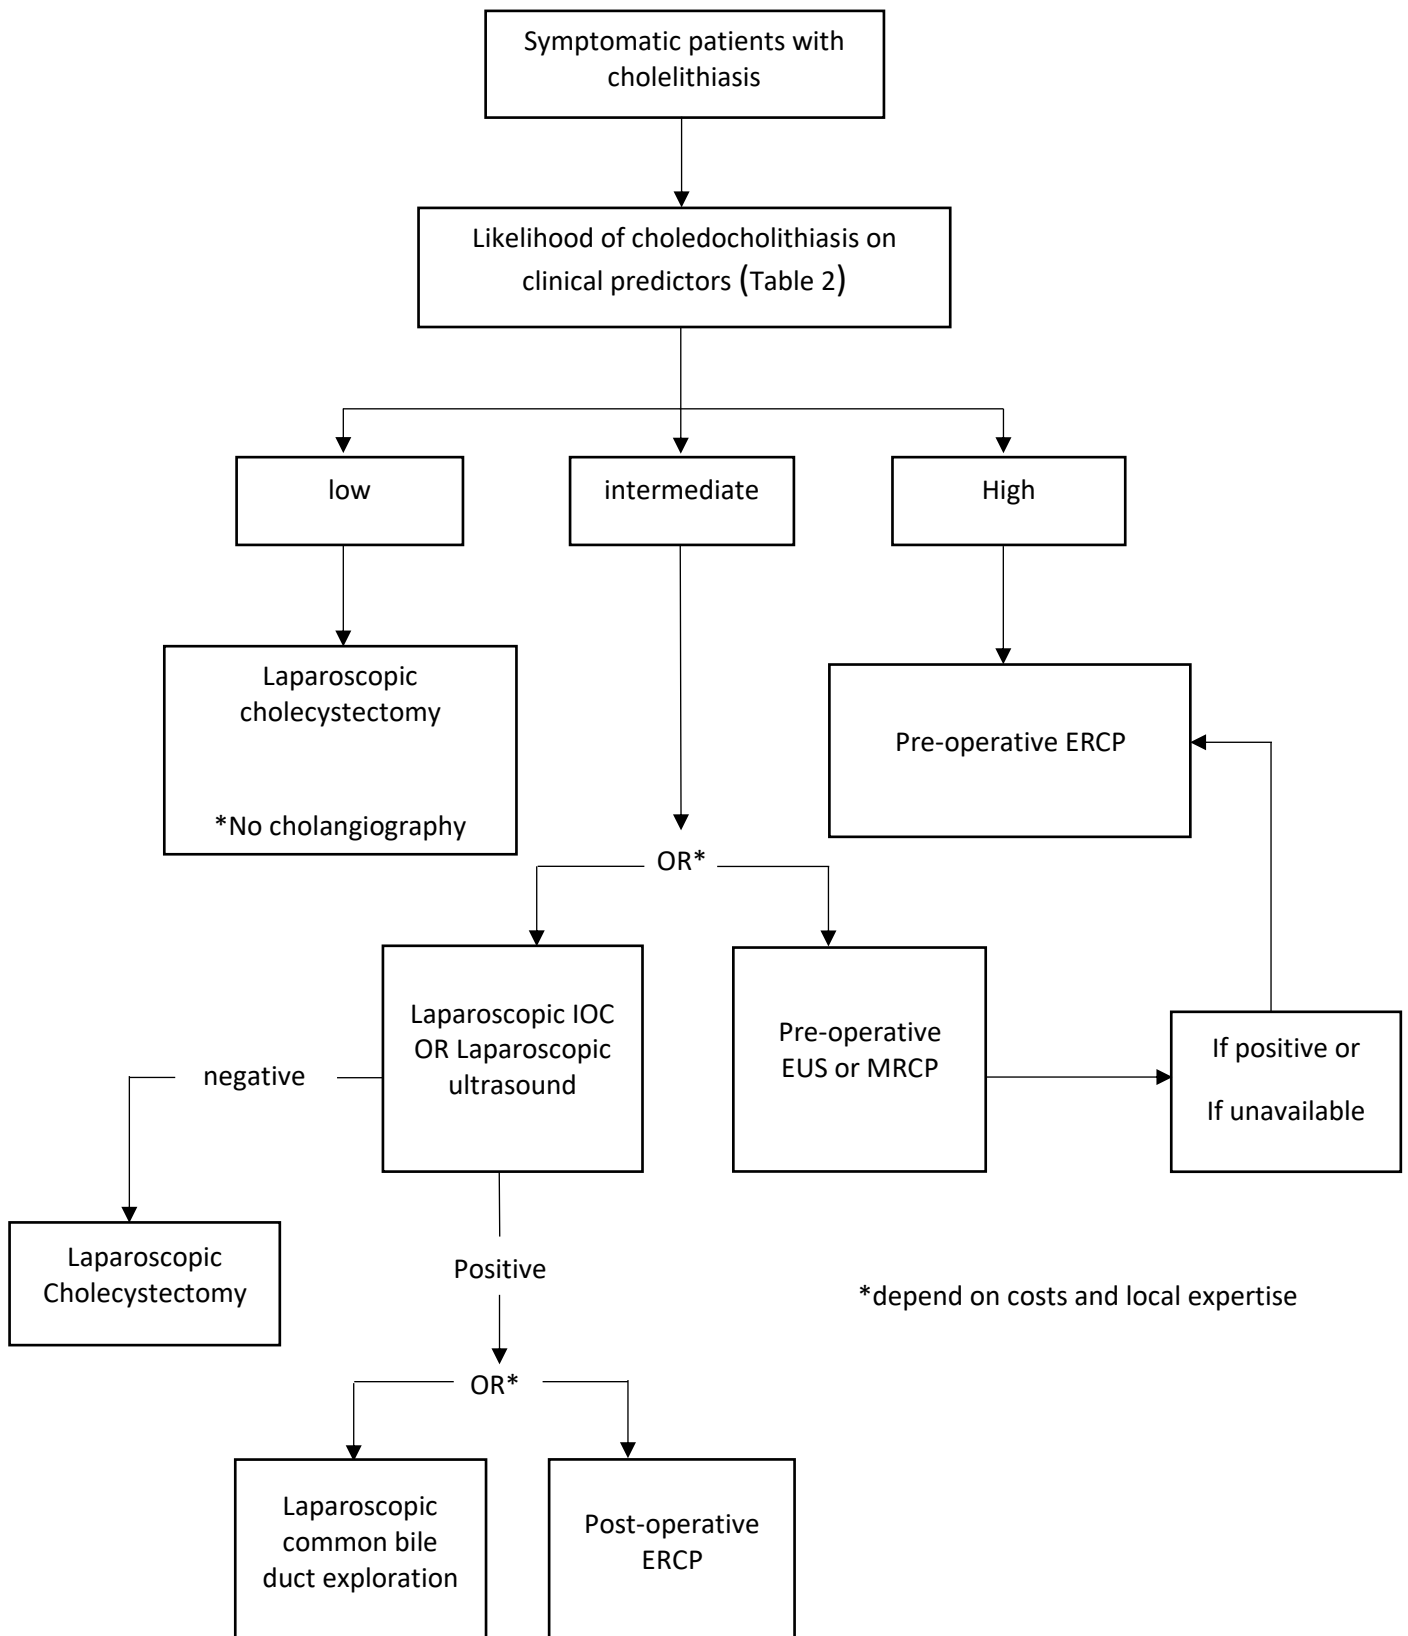 Symptomatic patients with
cholelithiasis
Likelihood of choledocholithiasis on
clinical predictors (Table 2)
low
intermediate
High
Laparoscopic
cholecystectomy
*No cholangiography
Pre-operative ERCP
OR*
Laparoscopic IOC
OR Laparoscopic
ultrasound
Pre-operative
EUS or MRCP
If positive or
If unavailable
negative
Laparoscopic
Cholecystectomy
Positive
*depend on costs and local expertise
OR*
Laparoscopic
common bile
duct exploration
Post-operative
ERCP